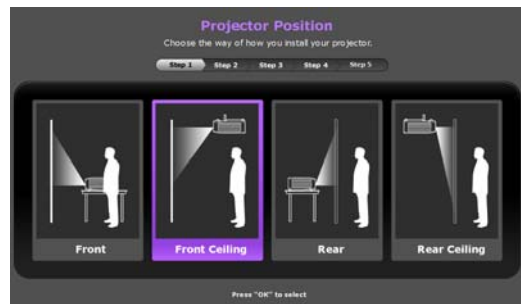 Projector Position
Choose the way of how you install your projector.
Step 1 Step 2 Step 3 Step 4 Step 5
Front Front Ceiling Rear Rear Ceiling
Press "OK" to select